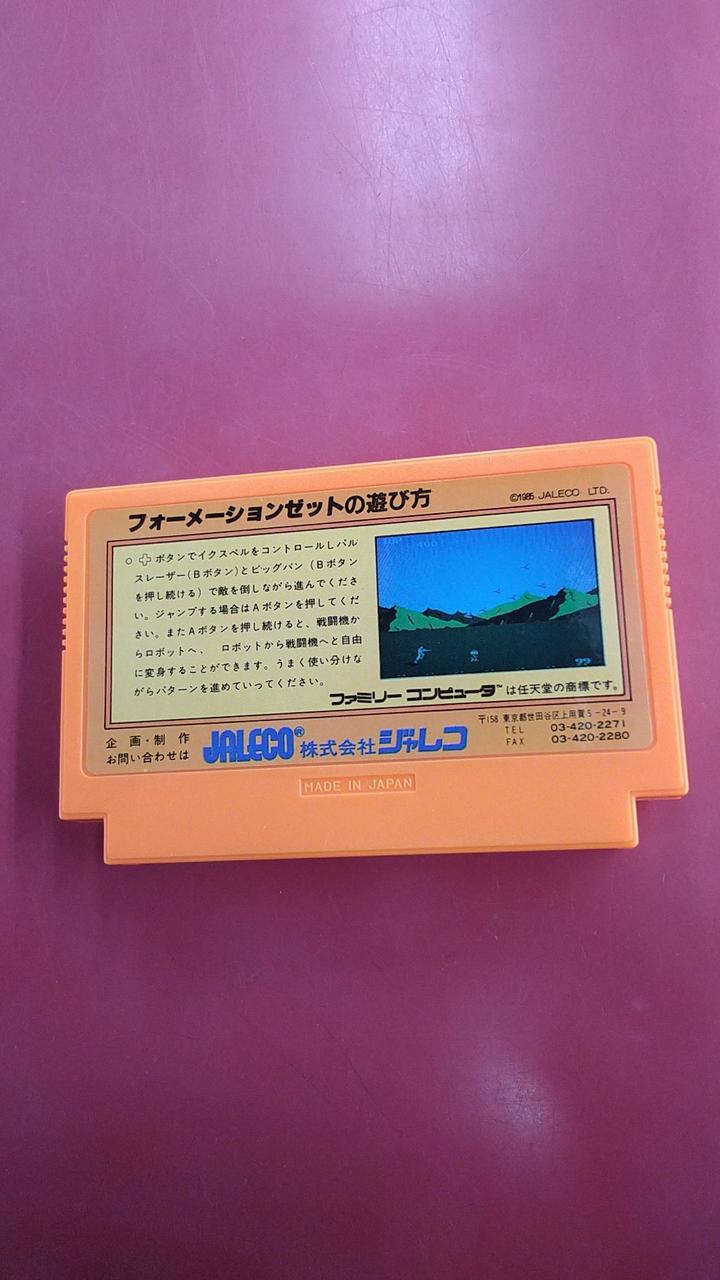 フォーメーションゼットの遊び方
©1985 JALECO LTD.
○ ✚ボタンでイクスペルをコントロールしパル
スレーザー(Bボタン)とビッグバン(Bボタン
を押し続ける)で敵を倒しながら進んでくださ
い。ジャンプする場合はAボタンを押してくだ
さい。またAボタンを押し続けると、戦闘機か
らロボットへ、 ロボットから戦闘機へと自由
に変身することができます。うまく使い分けな
がらパターンを進めていってください。
99
ファミリーコンピュータ™は任天堂の商標です。
企画・制作
お問い合わせは
JALECO® 株式会社ジャレコ
〒158 東京都世田谷区上用賀5-24-9
TEL 03-420-2271
FAX 03-420-2280
MADE IN JAPAN